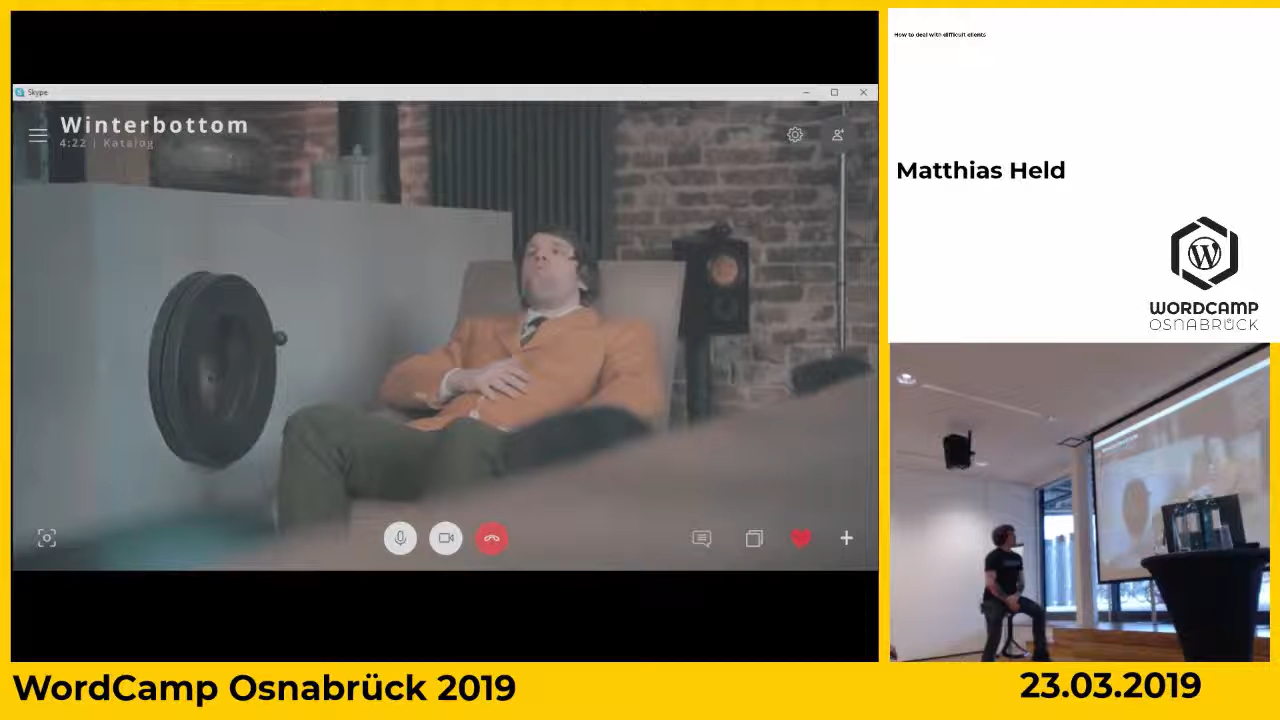 Skype
Winterbottom
4:22 | Katalog
How to deal with difficult clients
Matthias Held
WORDCAMP
OSNABRÜCK
WordCamp Osnabrück 2019
23.03.2019